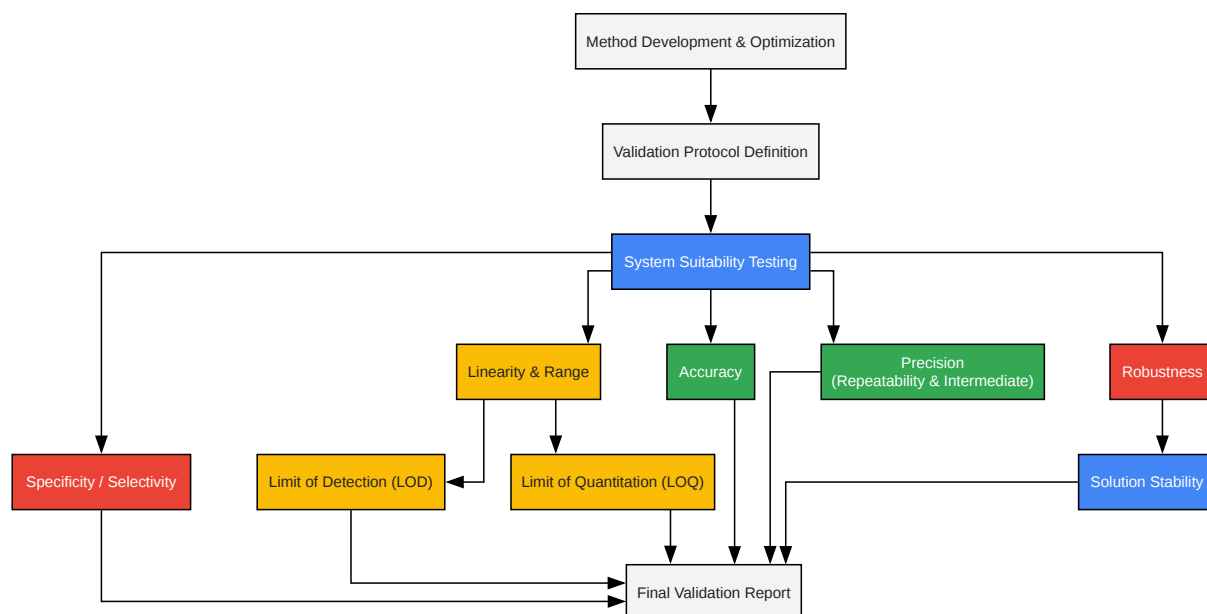 Method Development & Optimization
Validation Protocol Definition
System Suitability Testing
Linearity & Range
Accuracy
Precision
(Repeatability & Intermediate)
Robustness
Specificity / Selectivity
Limit of Detection (LOD)
Limit of Quantitation (LOQ)
Solution Stability
Final Validation Report